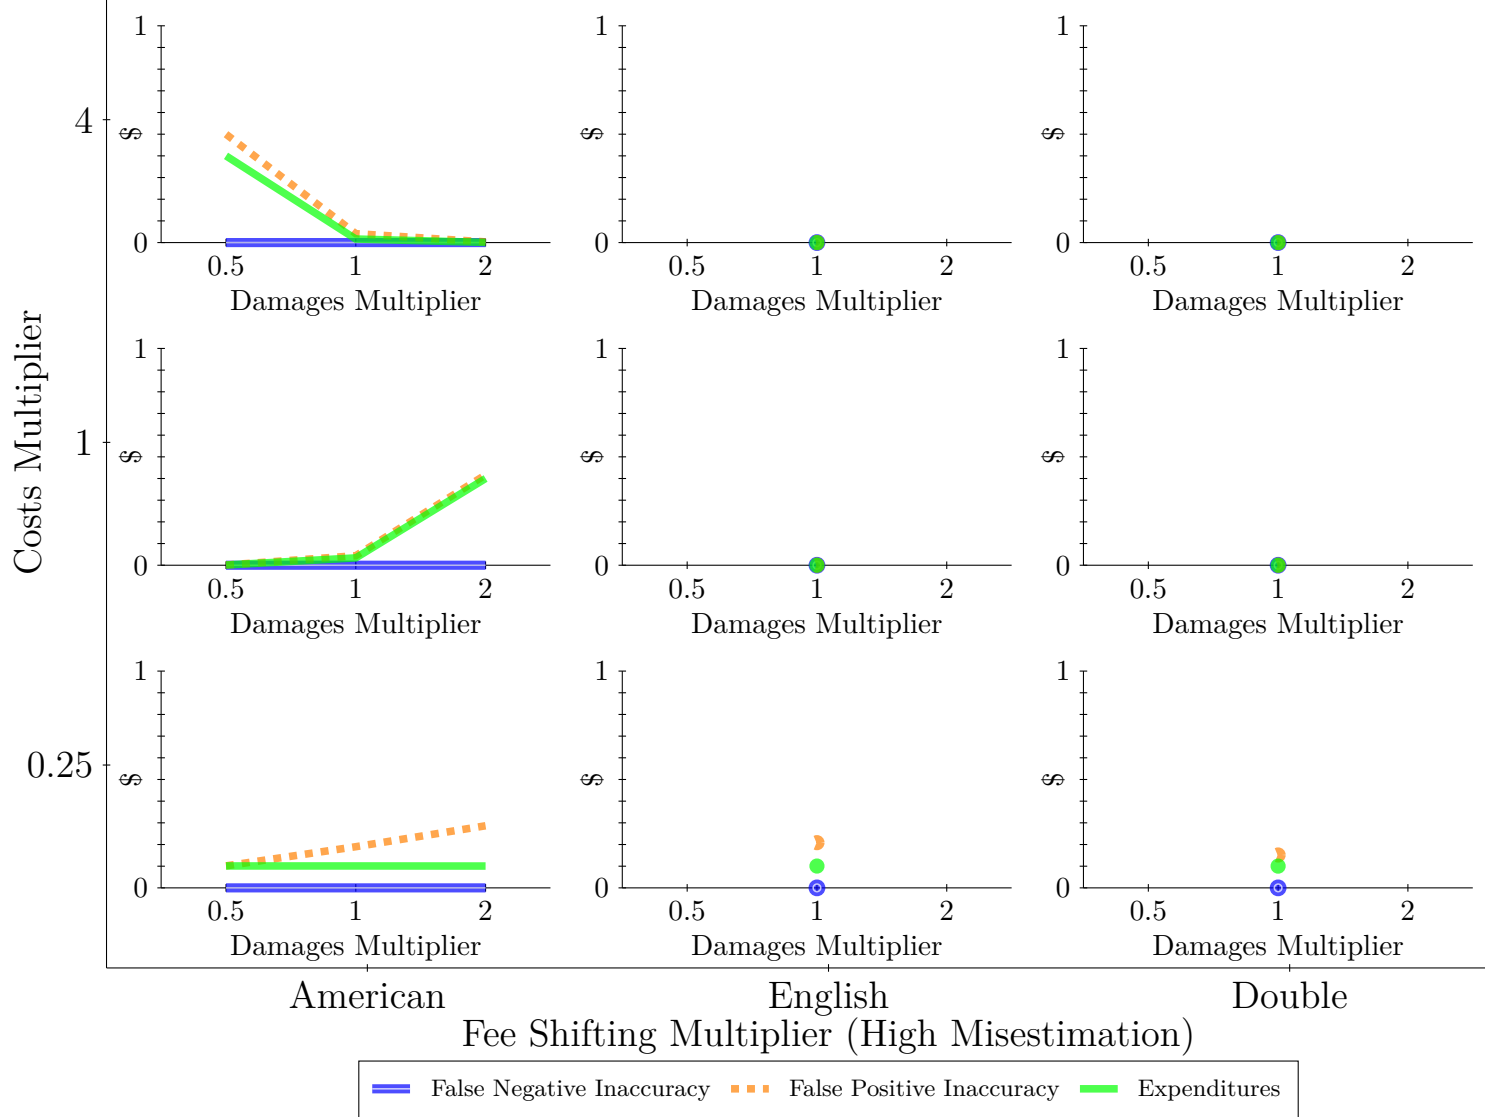 1 1 1
4 $ $ $
0 0 0
0.5 1 2 0.5 1 2 0.5 1 2
Damages Multiplier Damages Multiplier Damages Multiplier
Costs Multiplier
1 1 1
1 $ $ $
0 0 0
0.5 1 2 0.5 1 2 0.5 1 2
Damages Multiplier Damages Multiplier Damages Multiplier
1 1 1
0.25 $ $ $
0 0 0
0.5 1 2 0.5 1 2 0.5 1 2
Damages Multiplier Damages Multiplier Damages Multiplier
American English Double
Fee Shifting Multiplier (High Misestimation)
False Negative Inaccuracy False Positive Inaccuracy Expenditures